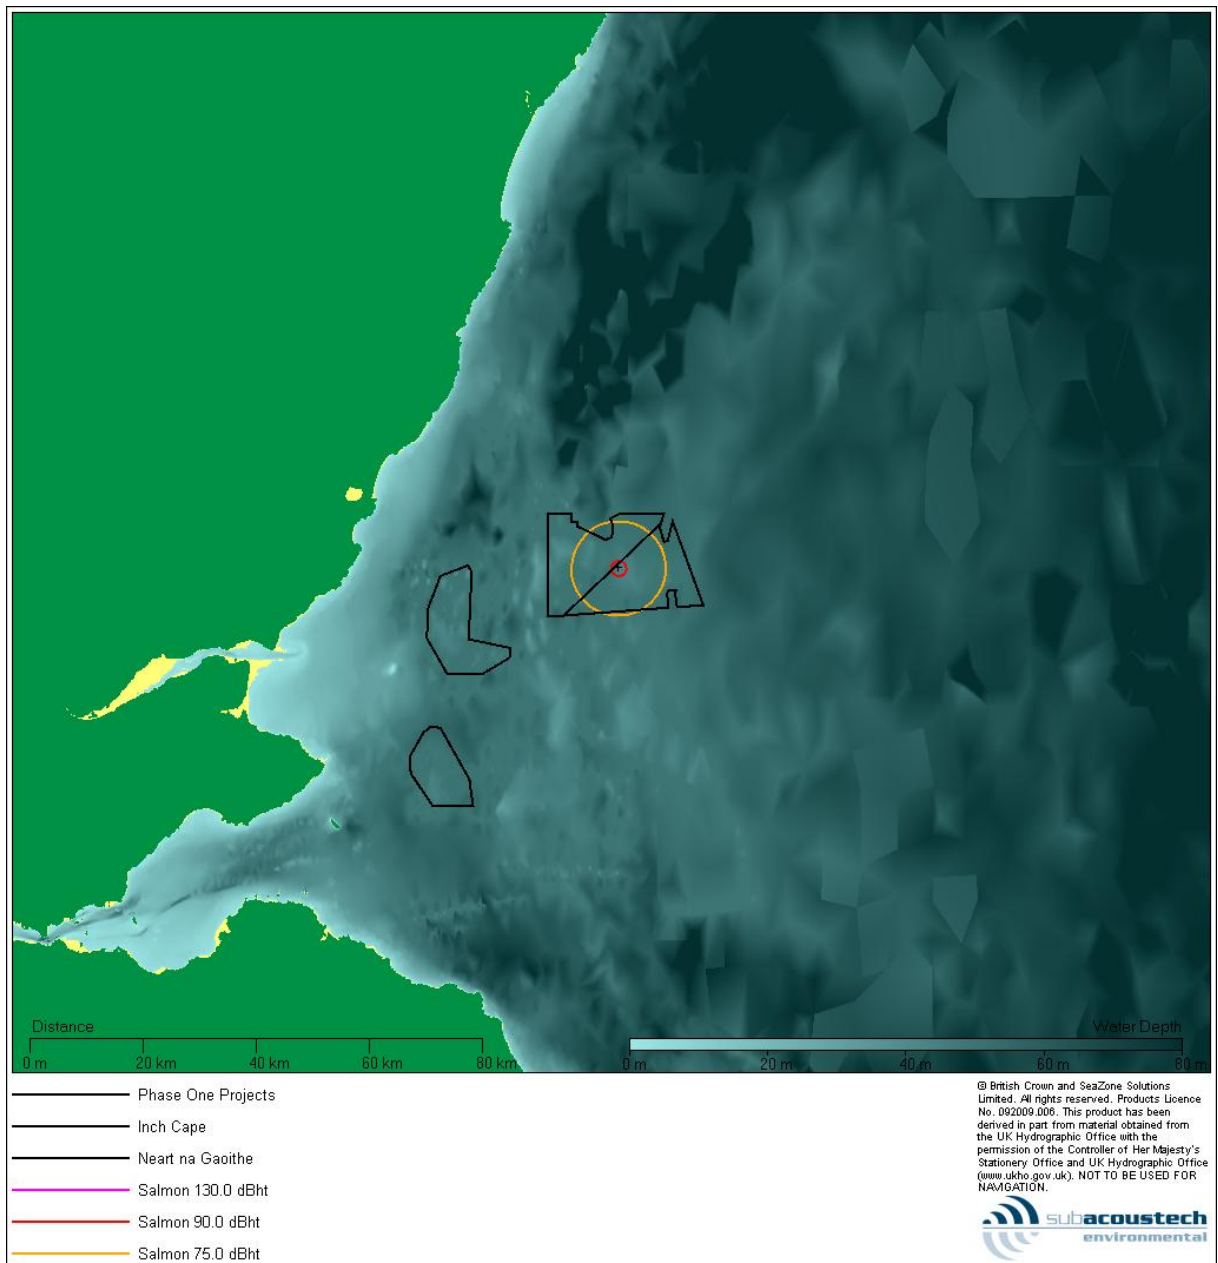 Distance
0 m 20 km 40 km 60 km 80 km
Water Depth
0 m 20 m 40 m 60 m 80 m
Phase One Projects
Inch Cape
Neart na Gaoithe
Salmon 130.0 dBht
Salmon 90.0 dBht
Salmon 75.0 dBht
© British Crown and SeaZone Solutions
Limited. All rights reserved. Products Licence
No. 092009.006. This product has been
derived in part from material obtained from
the UK Hydrographic Office with the
permission of the Controller of Her Majesty's
Stationery Office and UK Hydrographic Office
(www.ukho.gov.uk). NOT TO BE USED FOR
NAVIGATION.
subacoustech
environmental